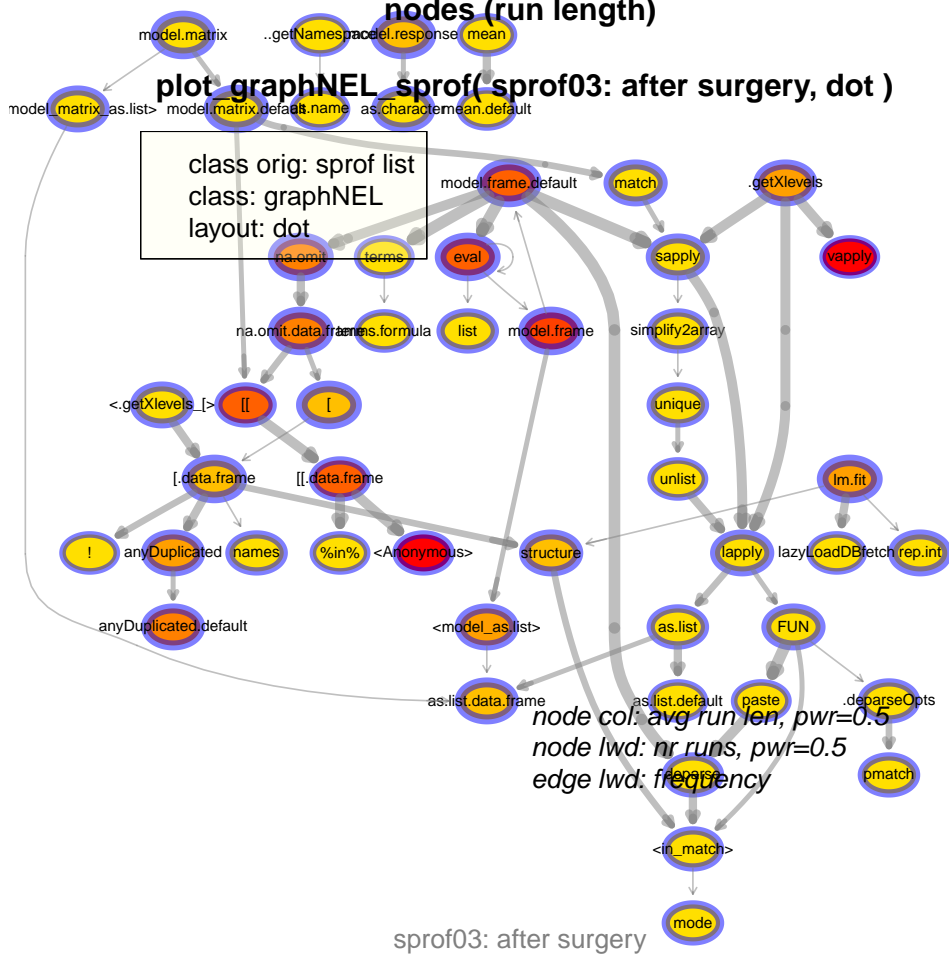 nodes (run length)
model.matrix
..getNamespace
model.response
mean
plot_graphNEL_sprof( sprof03: after surgery, dot )
model_matrix_as.list>
model.matrix.default
alt.name
as.character
mean.default
class orig: sprof list
class: graphNEL
layout: dot
model.frame.default
match
.getXlevels
na.omit
terms
eval
sapply
vapply
na.omit.data.frame
terms.formula
list
model.frame
simplify2array
<.getXlevels_[>
[[
[
unique
[.data.frame
[[.data.frame
unlist
lm.fit
!
anyDuplicated
names
%in%
<Anonymous>
structure
lapply
lazyLoadDBfetch
rep.int
anyDuplicated.default
<model_as.list>
as.list
FUN
as.list.data.frame
as.list.default
paste
.deparseOpts
node col: avg run len, pwr=0.5
node lwd: nr runs, pwr=0.5
edge lwd: frequency
deparse
pmatch
<in_match>
mode
sprof03: after surgery